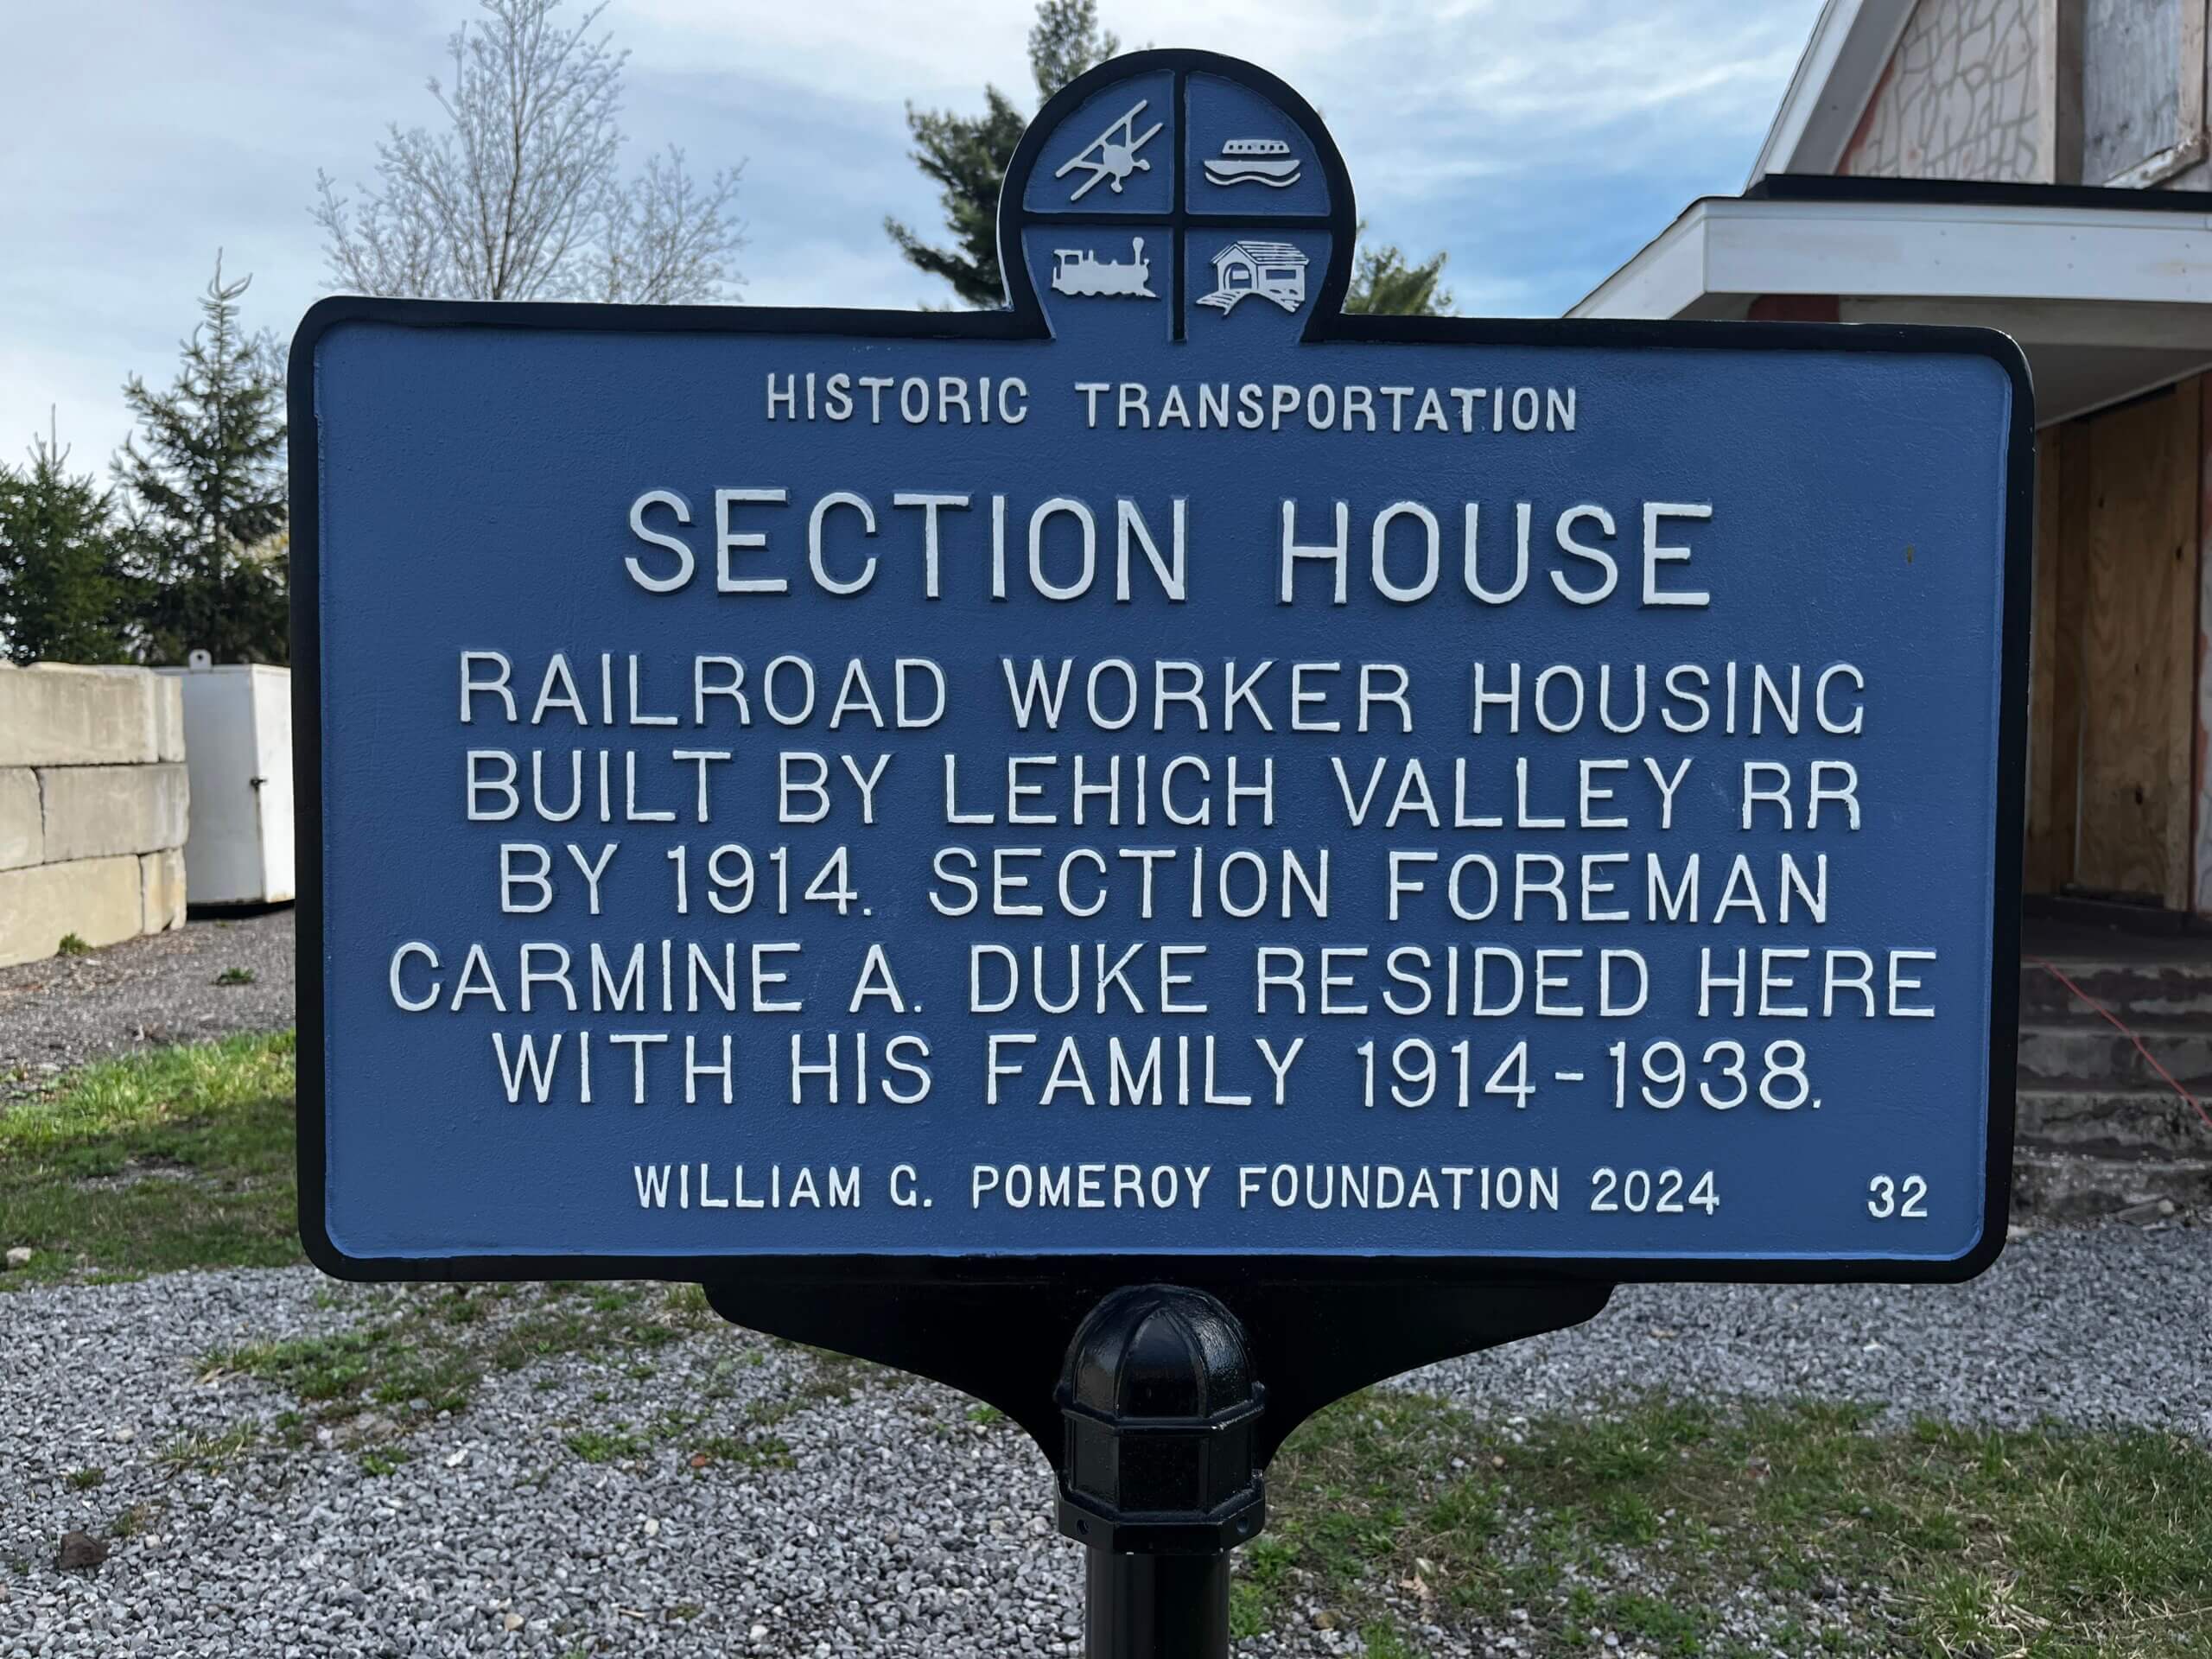 HISTORIC TRANSPORTATION
SECTION HOUSE
RAILROAD WORKER HOUSING
BUILT BY LEHIGH VALLEY RR
BY 1914. SECTION FOREMAN
CARMINE A. DUKE RESIDED HERE
WITH HIS FAMILY 1914-1938.
WILLIAM G. POMEROY FOUNDATION 2024 32